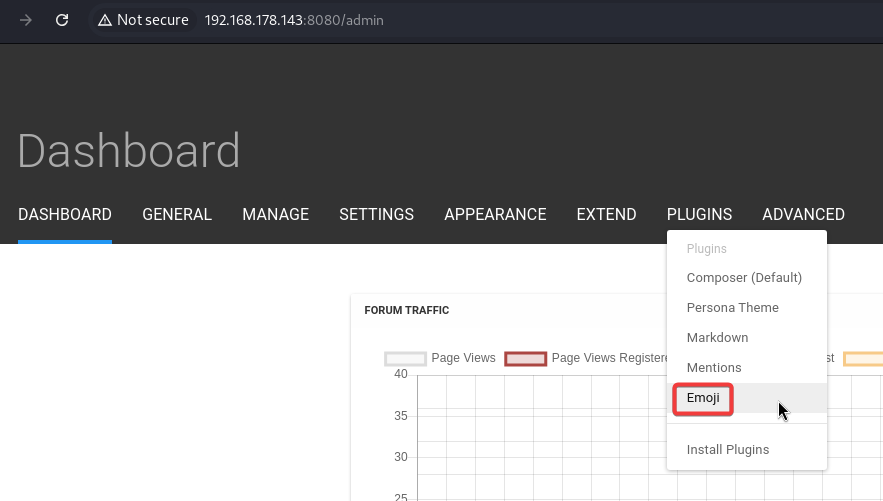 Not secure 192.168.178.143:8080/admin
Dashboard
DASHBOARD GENERAL MANAGE SETTINGS APPEARANCE EXTEND PLUGINS ADVANCED
Plugins
Composer (Default)
Persona Theme
Markdown
Mentions
Emoji
Install Plugins
FORUM TRAFFIC
Page Views Page Views Registere st
40
35
30
25